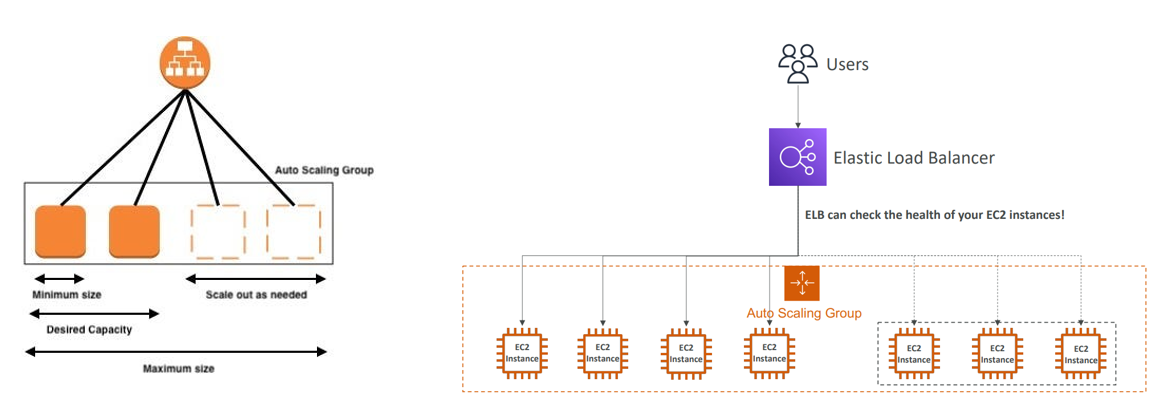 Auto Scaling Group
Minimum size
Scale out as needed
Desired Capacity
Maximum size
Users
Elastic Load Balancer
ELB can check the health of your EC2 instances!
Auto Scaling Group
EC2
Instance
EC2
Instance
EC2
Instance
EC2
Instance
EC2
Instance
EC2
Instance
EC2
Instance